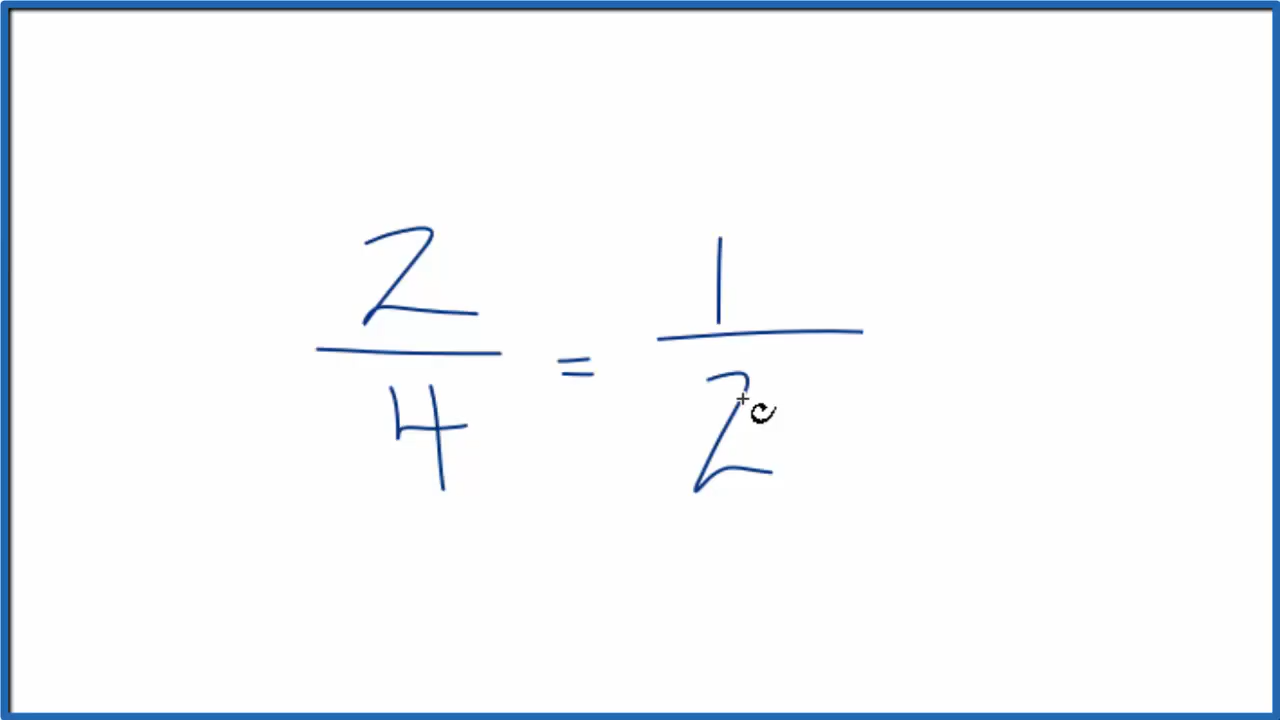 2/4 = 1/2